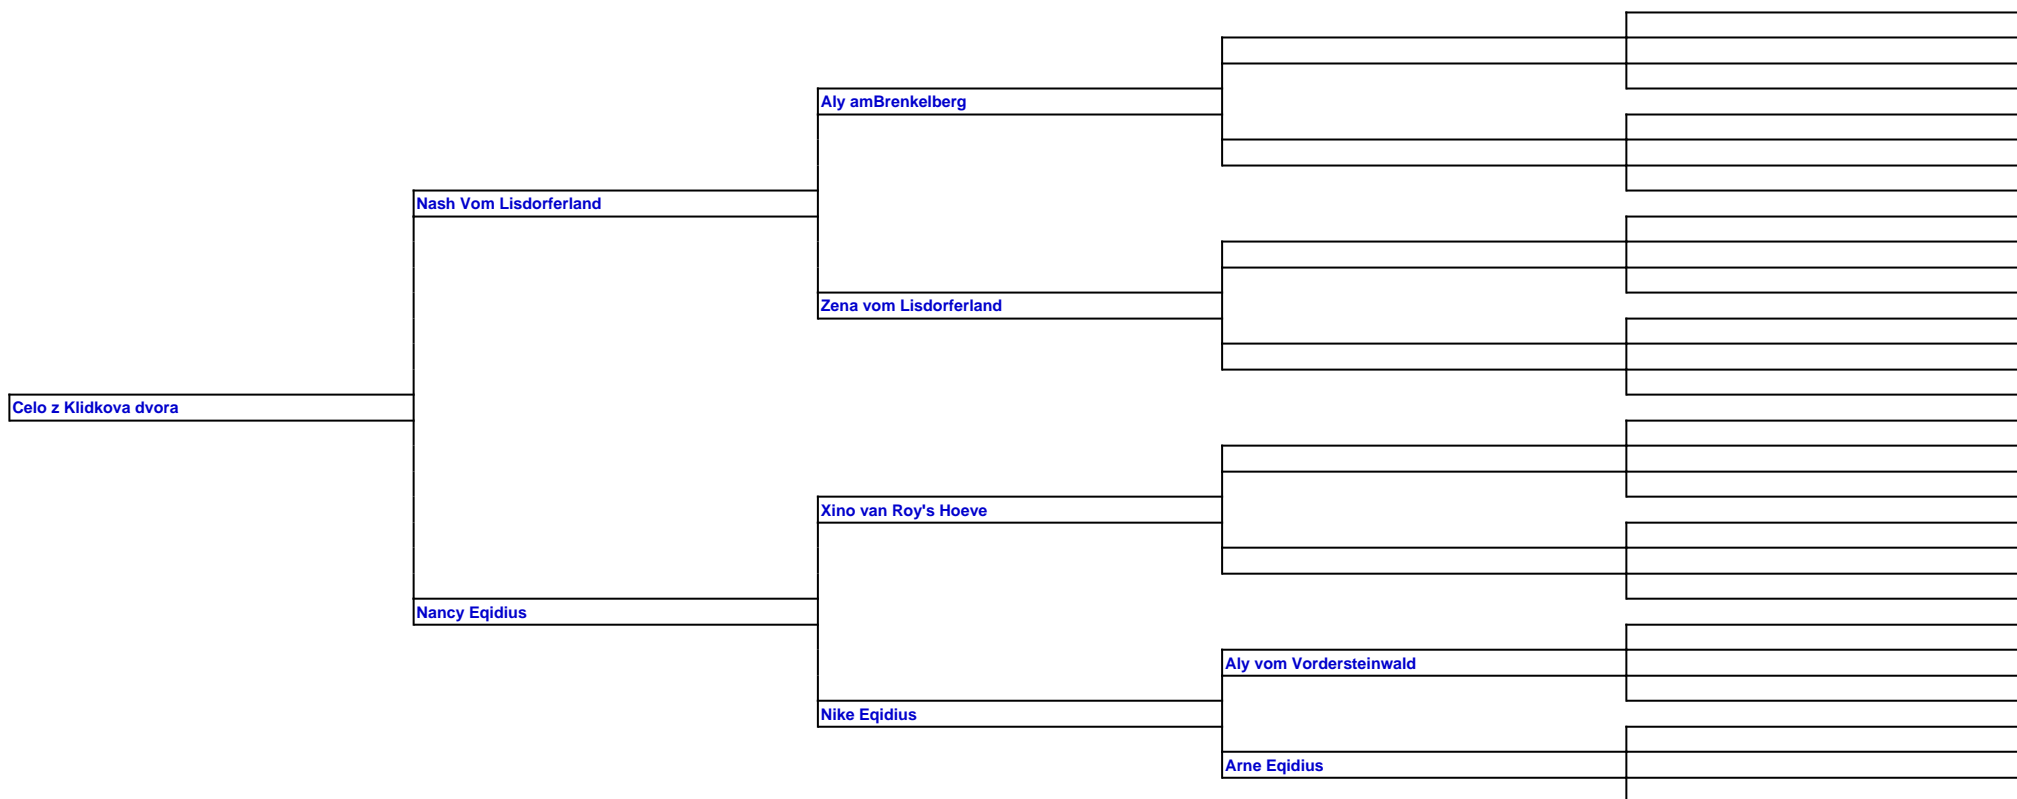 Aly amBrenkelberg
Nash Vom Lisdorferland
Zena vom Lisdorferland
Celo z Klidkova dvora
Xino van Roy's Hoeve
Nancy Eqidius
Aly vom Vordersteinwald
Nike Eqidius
Arne Eqidius